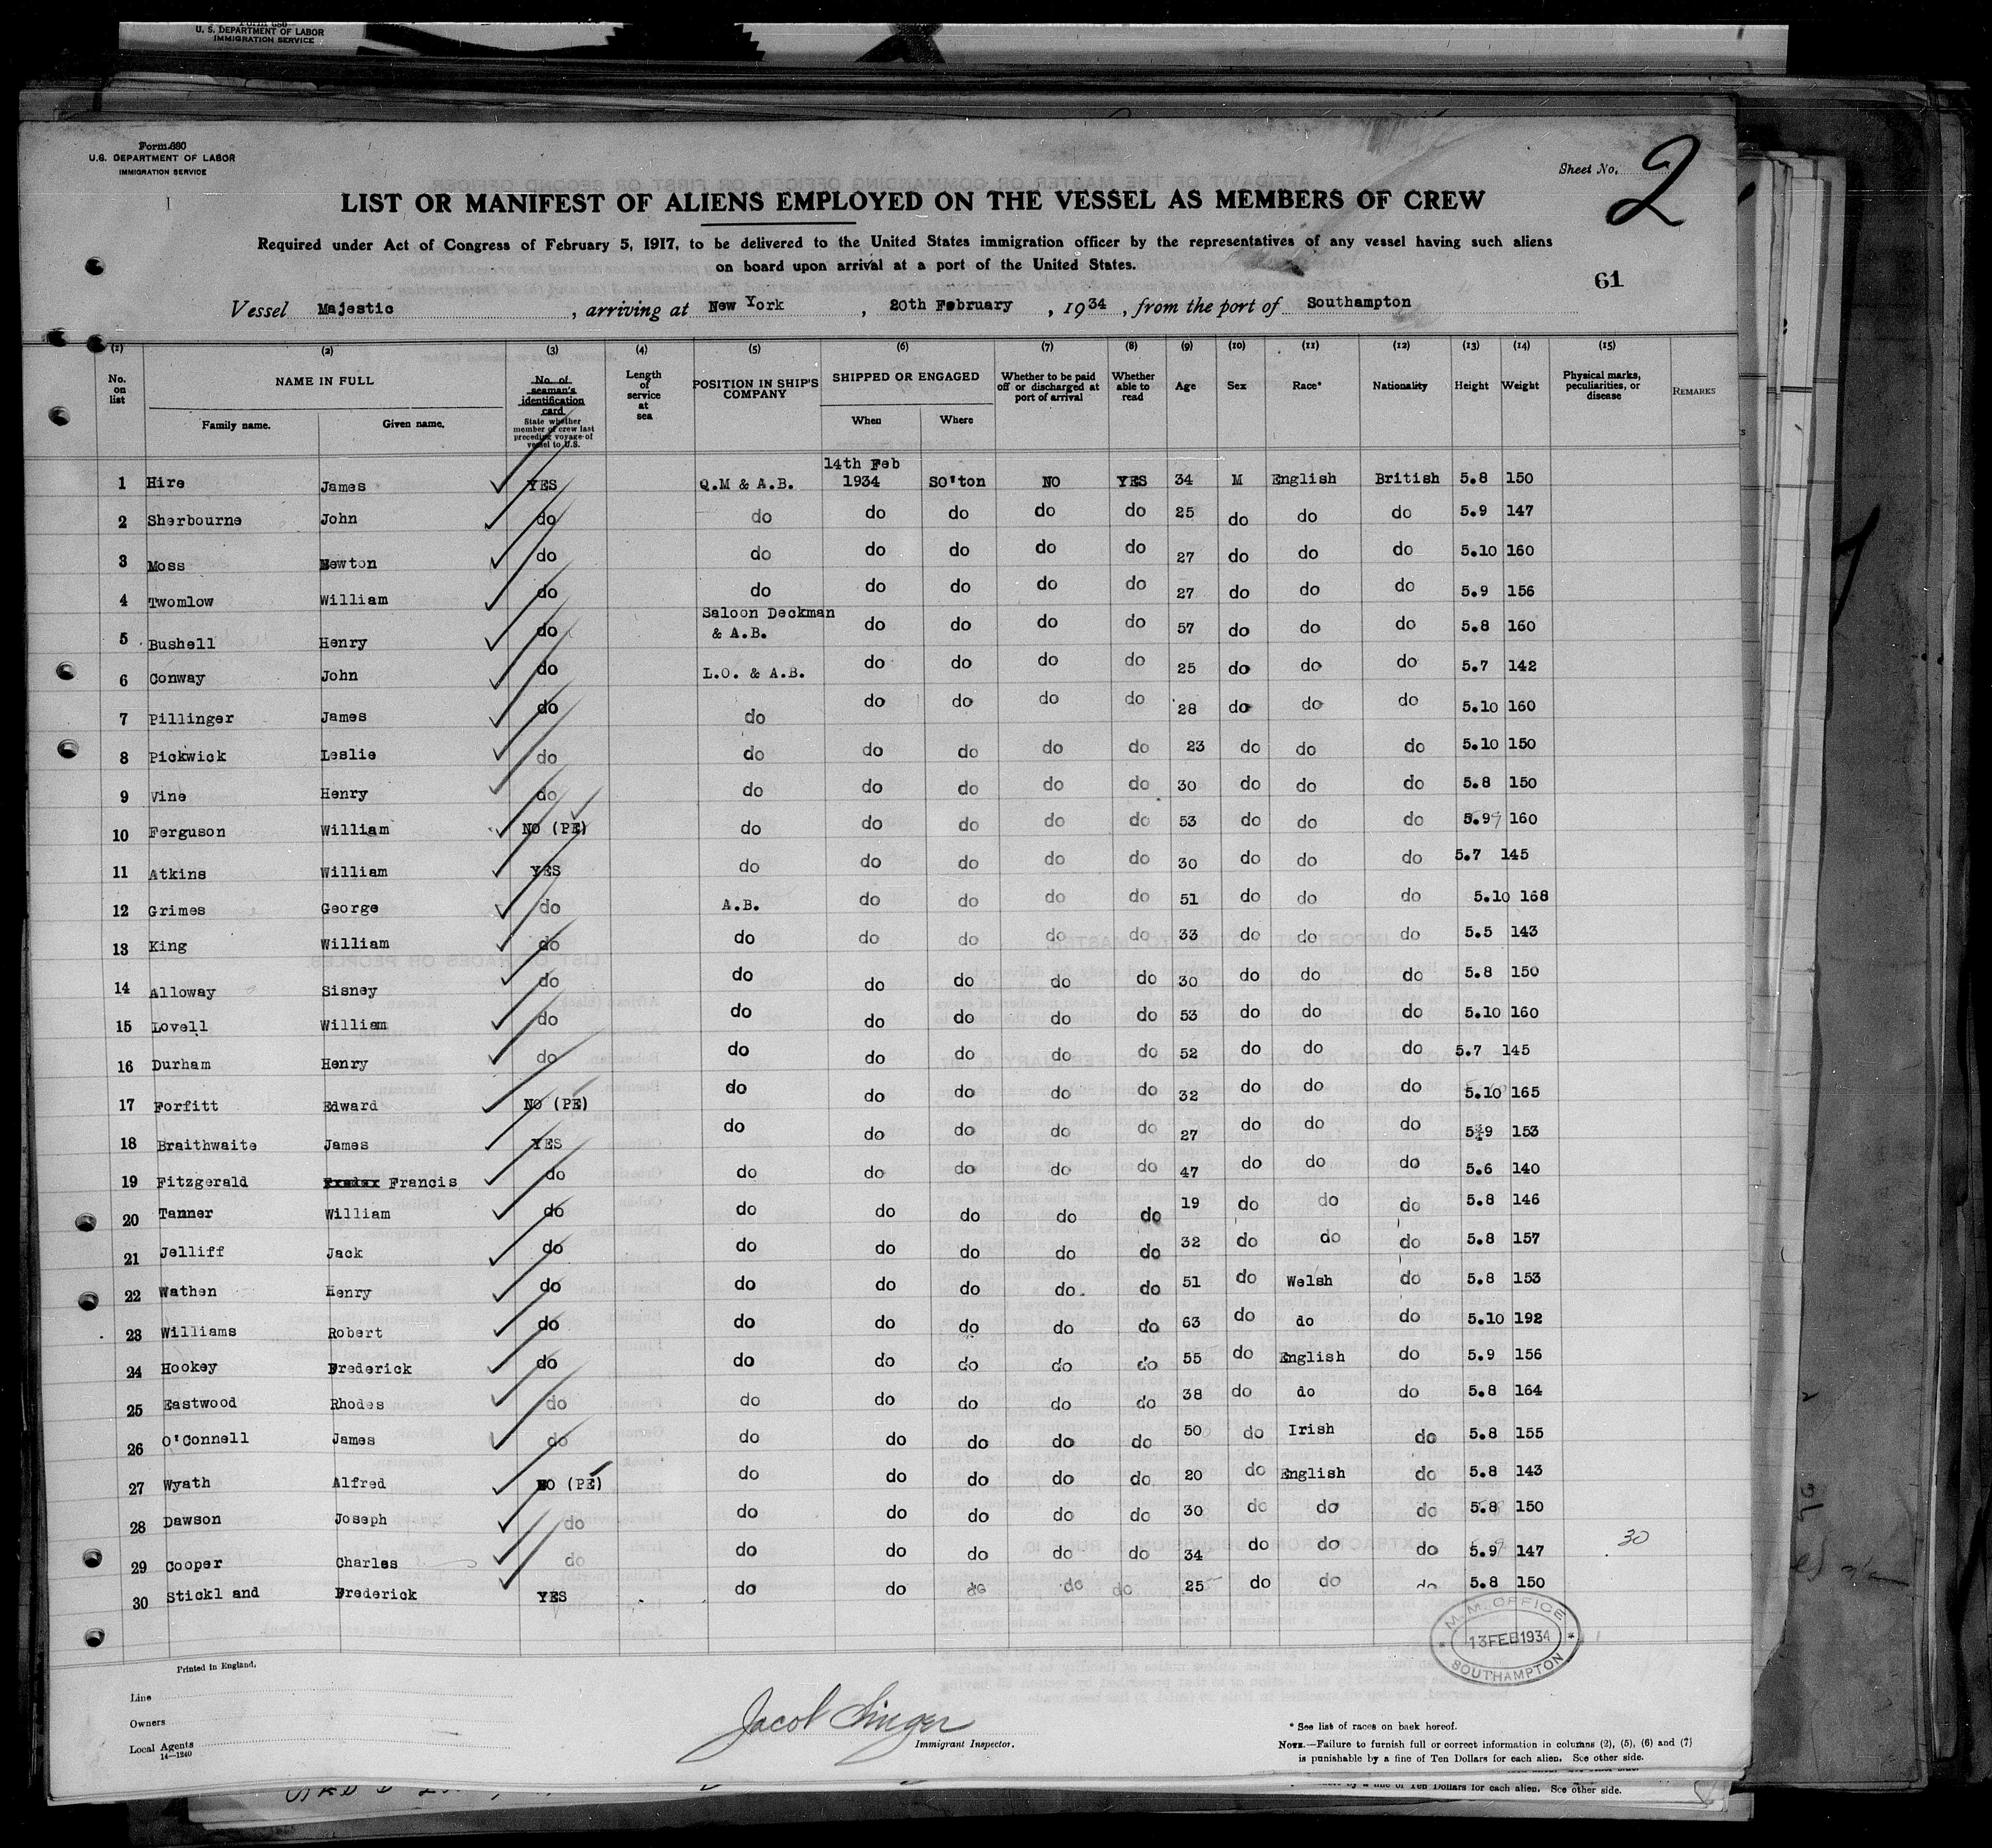 Form 680
U. S. DEPARTMENT OF LABOR
IMMIGRATION SERVICE
Form 680
U.S. DEPARTMENT OF LABOR
IMMIGRATION SERVICE
Sheet No. 2
LIST OR MANIFEST OF ALIENS EMPLOYED ON THE VESSEL AS MEMBERS OF CREW
Required under Act of Congress of February 5, 1917, to be delivered to the United States immigration officer by the representatives of any vessel having such aliens
on board upon arrival at a port of the United States.
61
Vessel Majestic, arriving at New York, 20th February, 1934, from the port of Southampton
(1) (2) (3) (4) (5) (6) (7) (8) (9) (10) (11) (12) (13) (14) (15)
No. on list NAME IN FULL Family name. Given name. No. of seaman's identification card State whether member of crew last preceding voyage of vessel to U.S. Length of service at sea POSITION IN SHIP'S COMPANY SHIPPED OR ENGAGED When Where Whether to be paid off or discharged at port of arrival Whether able to read Age Sex Race* Nationality Height Weight Physical marks, peculiarities, or disease REMARKS
1 Hire James YES Q.M & A.B. 14th Feb 1934 SO'ton NO YES 34 M English British 5.8 150
2 Sherbourne John do do do do do do 25 do do do 5.9 147
3 Moss Newton do do do do do do 27 do do do 5.10 160
4 Twomlow William do do do do do do 27 do do do 5.9 156
5 Bushell Henry do Saloon Deckman & A.B. do do do do 57 do do do 5.8 160
6 Conway John do L.O. & A.B. do do do do 25 do do do 5.7 142
7 Pillinger James do do do do do do 28 do do do 5.10 160
8 Pickwick Leslie do do do do do do 23 do do do 5.10 150
9 Vine Henry do do do do do do 30 do do do 5.8 150
10 Ferguson William NO (PE) do do do do do 53 do do do 5.9 160
11 Atkins William YES do do do do do 30 do do do 5.7 145
12 Grimes George do A.B. do do do do 51 do do do 5.10 168
13 King William do do do do do do 33 do do do 5.5 143
14 Alloway Sisney do do do do do do 30 do do do 5.8 150
15 Lovell William do do do do do do 53 do do do 5.10 160
16 Durham Henry do do do do do do 52 do do do 5.7 145
17 Forfitt Edward NO (PE) do do do do do 32 do do do 5.10 165
18 Braithwaite James YES do do do do do 27 do do do 5.9 153
19 Fitzgerald Francis do do do do do do 47 do do do 5.6 140
20 Tanner William do do do do do do 19 do do do 5.8 146
21 Jelliff Jack do do do do do do 32 do do do 5.8 157
22 Wathen Henry do do do do do. do 51 do Welsh do 5.8 153
23 Williams Robert do do do do do do 63 do do do 5.10 192
24 Hookey Frederick do do do do do do 55 do English do 5.9 156
25 Eastwood Rhodes do do do do do do 38 do do do 5.8 164
26 O'Connell James do do do do do do 50 do Irish do 5.8 155
27 Wyath Alfred NO (PE) do do do do do 20 do English do 5.8 143
28 Dawson Joseph do do do do do do 30 do do do 5.8 150
29 Cooper Charles do do do do do do 34 do do do 5.9 147 30
30 Stickl and Frederick YES do do do do do 25 do do do 5.8 150
M.M. OFFICE
13 FEB 1934
SOUTHAMPTON
Printed in England.
Line
Owners
Local Agents
14—1240
Jacob Singer
Immigrant Inspector.
* See list of races on back hereof.
NOTE.—Failure to furnish full or correct information in columns (2), (5), (6) and (7)
is punishable by a fine of Ten Dollars for each alien. See other side.
by a fine of Ten Dollars for each alien. See other side.